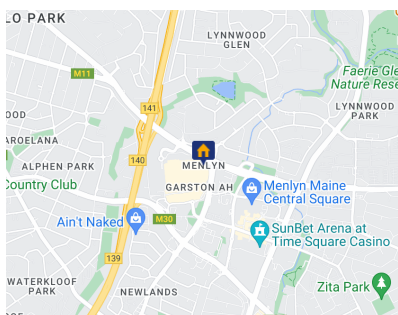 LO PARK
LYNNWOOD
GLEN
M11
Faerie Gle
Nature Rese
141
LYNNWOOD
PARK
AROELANA
140
ALPHEN PARK
MENLYN
Country Club
GARSTON AH
Menlyn Maine
Central Square
Ain't Naked
M30
SunBet Arena at
Time Square Casino
139
WATERKLOOF
PARK
NEWLANDS
Zita Park